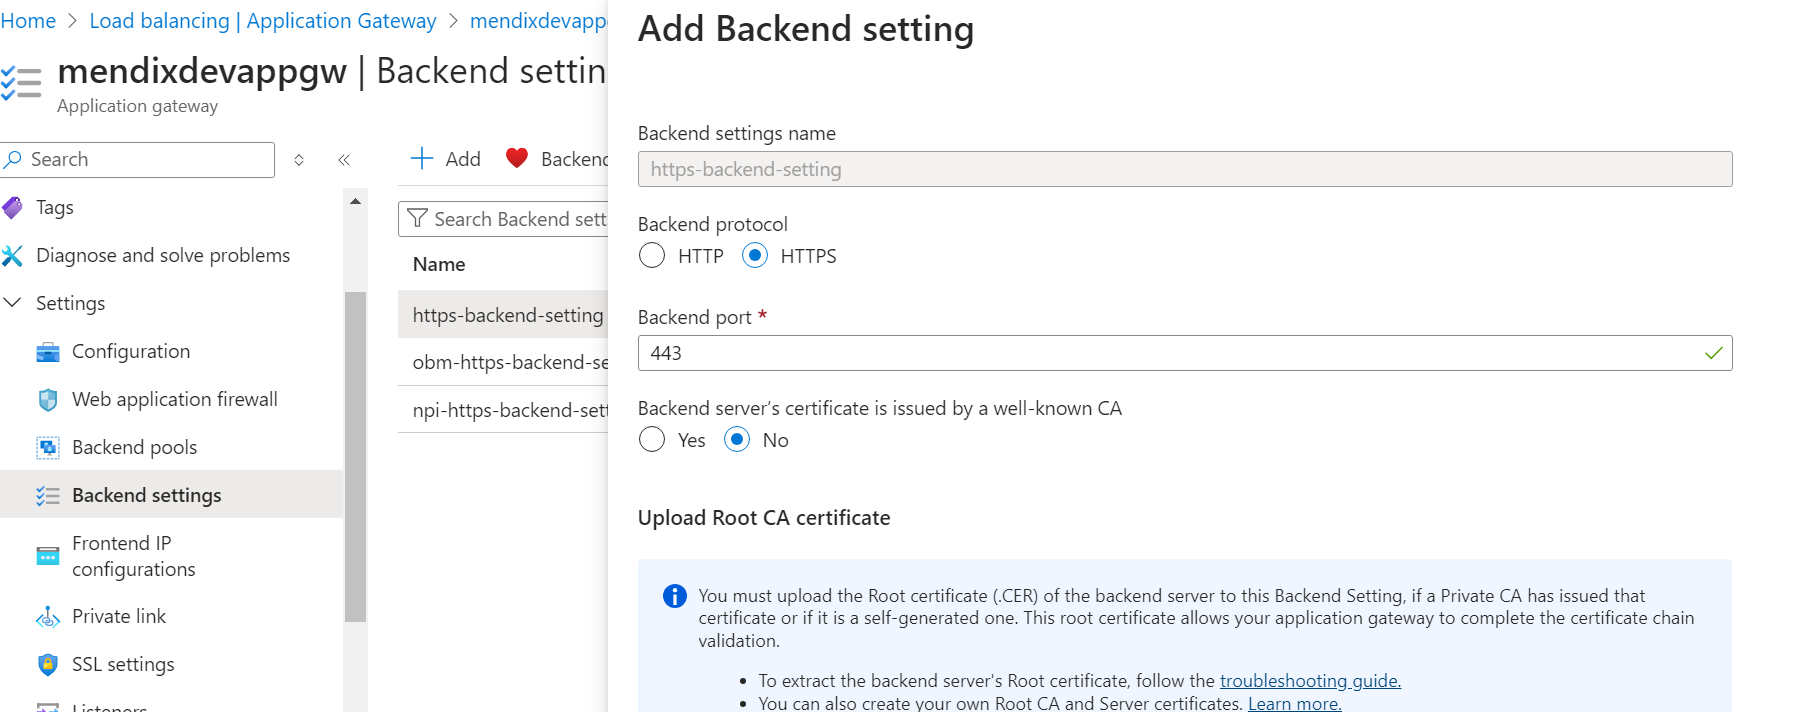 Home > Load balancing | Application Gateway > mendixdevapp
mendixdevappgw | Backend settin
Application gateway
Search
Tags
Diagnose and solve problems
Settings
Configuration
Web application firewall
Backend pools
Backend settings
Frontend IP
configurations
Private link
SSL settings
Listeners
Add
Backend
Search Backend sett
Name
https-backend-setting
obm-https-backend-se
npi-https-backend-sett
Add Backend setting
Backend settings name
https-backend-setting
Backend protocol
HTTP HTTPS
Backend port *
443
Backend server’s certificate is issued by a well-known CA
Yes No
Upload Root CA certificate
You must upload the Root certificate (.CER) of the backend server to this Backend Setting, if a Private CA has issued that
certificate or if it is a self-generated one. This root certificate allows your application gateway to complete the certificate chain
validation.
• To extract the backend server's Root certificate, follow the troubleshooting guide.
• You can also create your own Root CA and Server certificates. Learn more.